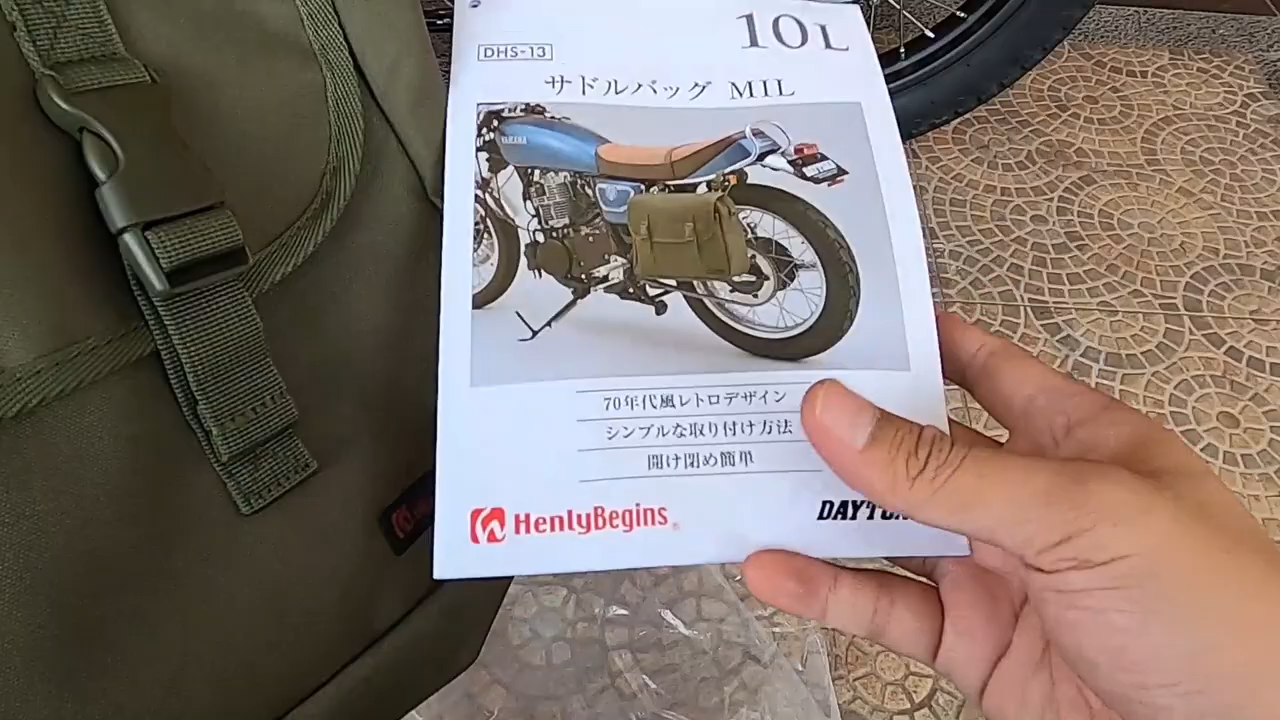 10L
DHS-13
サドルバッグ MIL
YAMAHA
70年代風レトロデザイン
シンプルな取り付け方法
開け閉め簡単
HenlyBegins